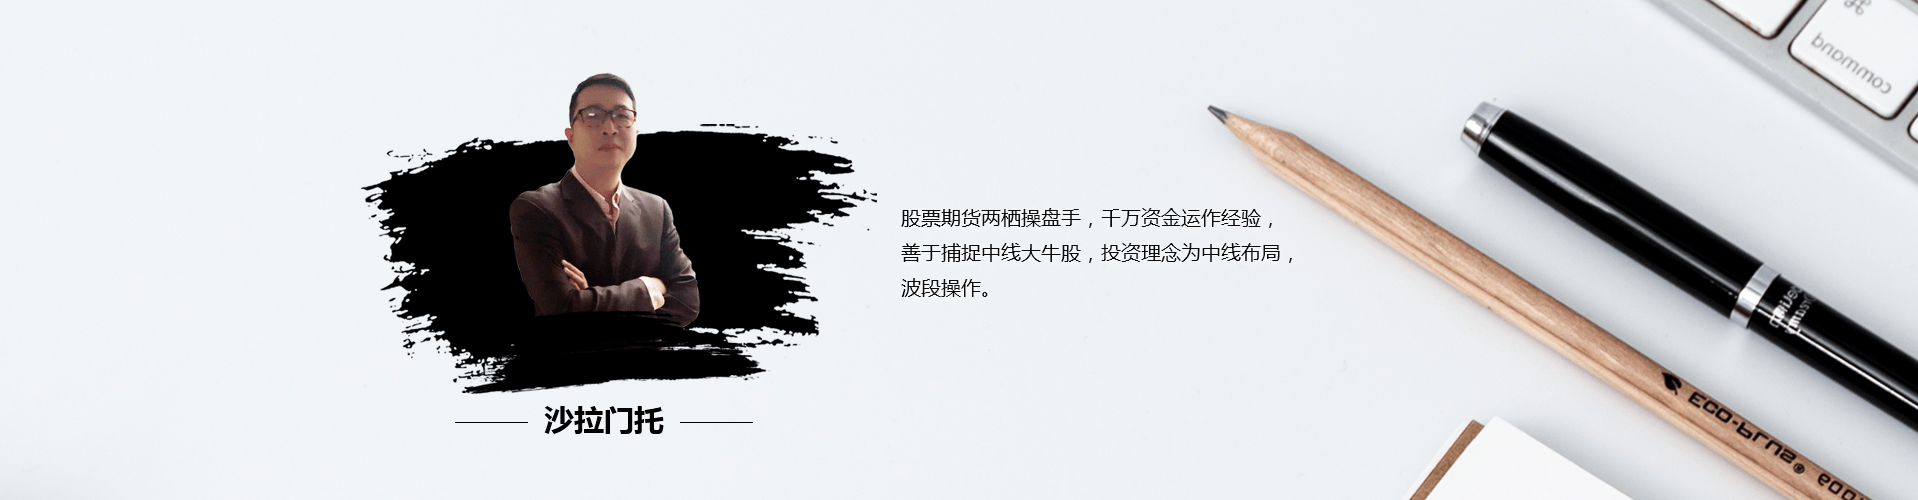 股票期货两栖操盘手，千万资金运作经验，
善于捕捉中线大牛股，投资理念为中线布局，
波段操作。
沙拉门托
command
ECO-PLUS®